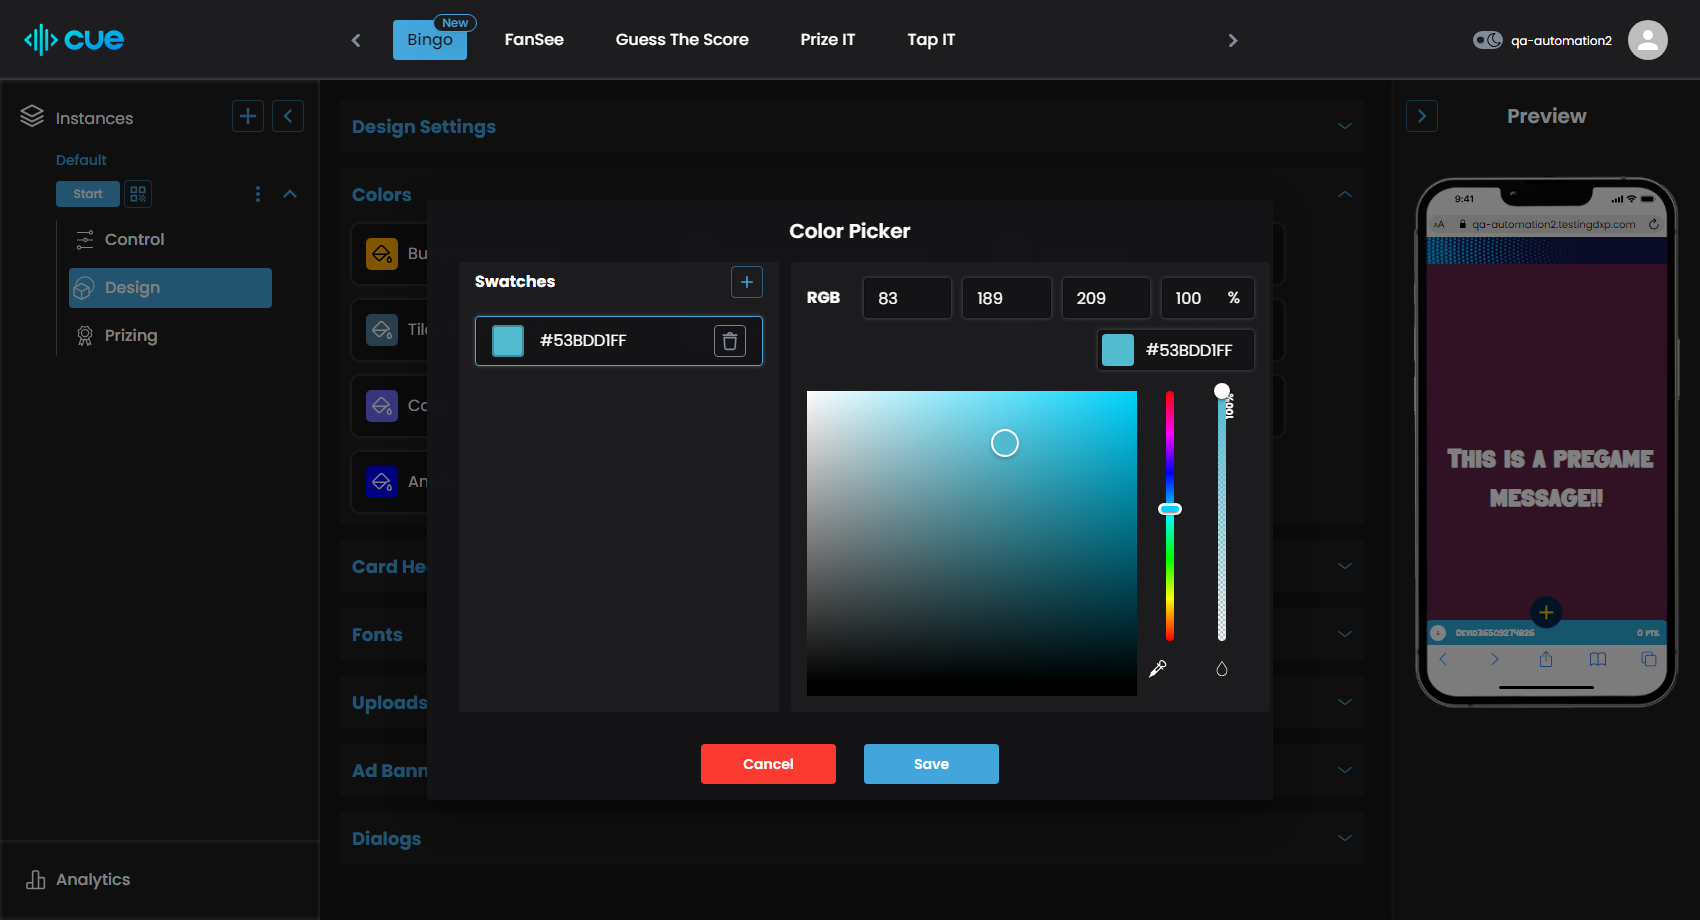 cue
Bingo
New
FanSee
Guess The Score
Prize IT
Tap IT
qa-automation2
Instances
Default
Start
Control
Design
Prizing
Analytics
Design Settings
Colors
Bu
Tile
Ca
An
Card He
Fonts
Uploads
Ad Bann
Dialogs
Color Picker
Swatches
#53BDD1FF
RGB
83
189
209
100 %
#53BDD1FF
100%
Cancel
Save
Preview
9:41
AA
qa-automation2.testingdxp.com
THIS IS A PREGAME
MESSAGE!!
0 PTS.